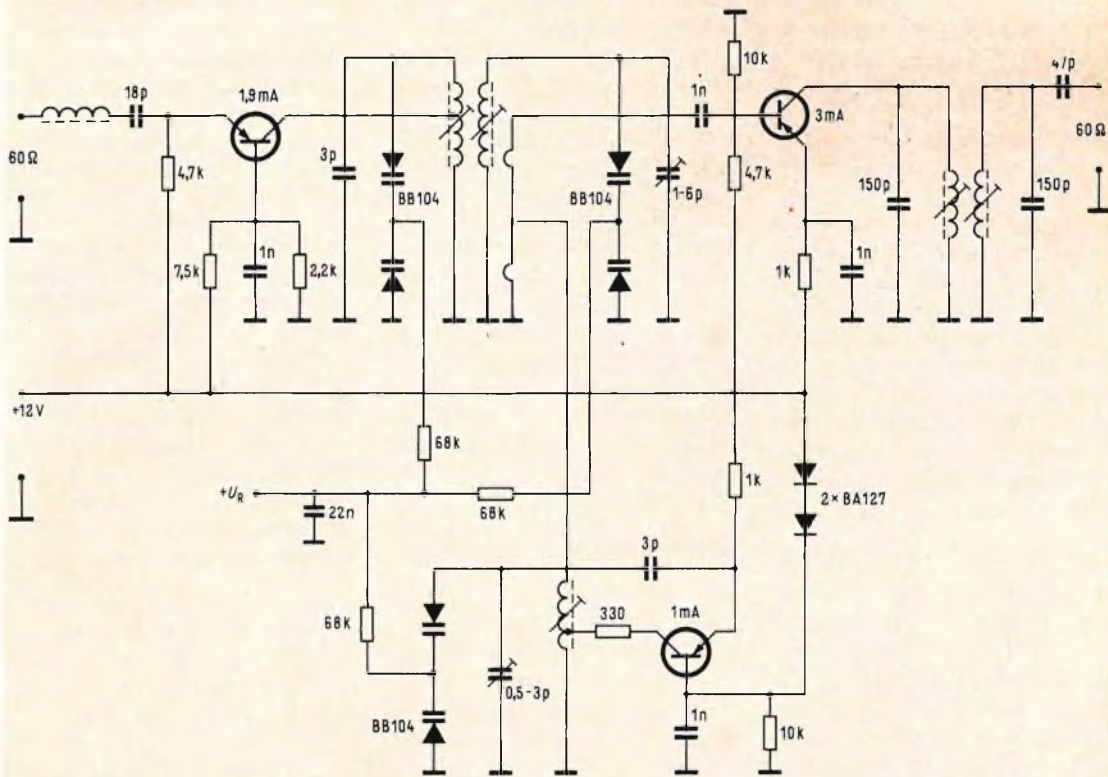 18p
1,9mA
60Ω
4,7k
3p
BB104
7,5k
1n
2,2k
BB104
1-6p
1n
10k
4,7k
3mA
1k
1n
150p
150p
4/p
60Ω
+12V
68k
+U_R
22n
68k
68k
BB104
0,5-3p
3p
1k
330
1mA
1n
10k
2×BA127